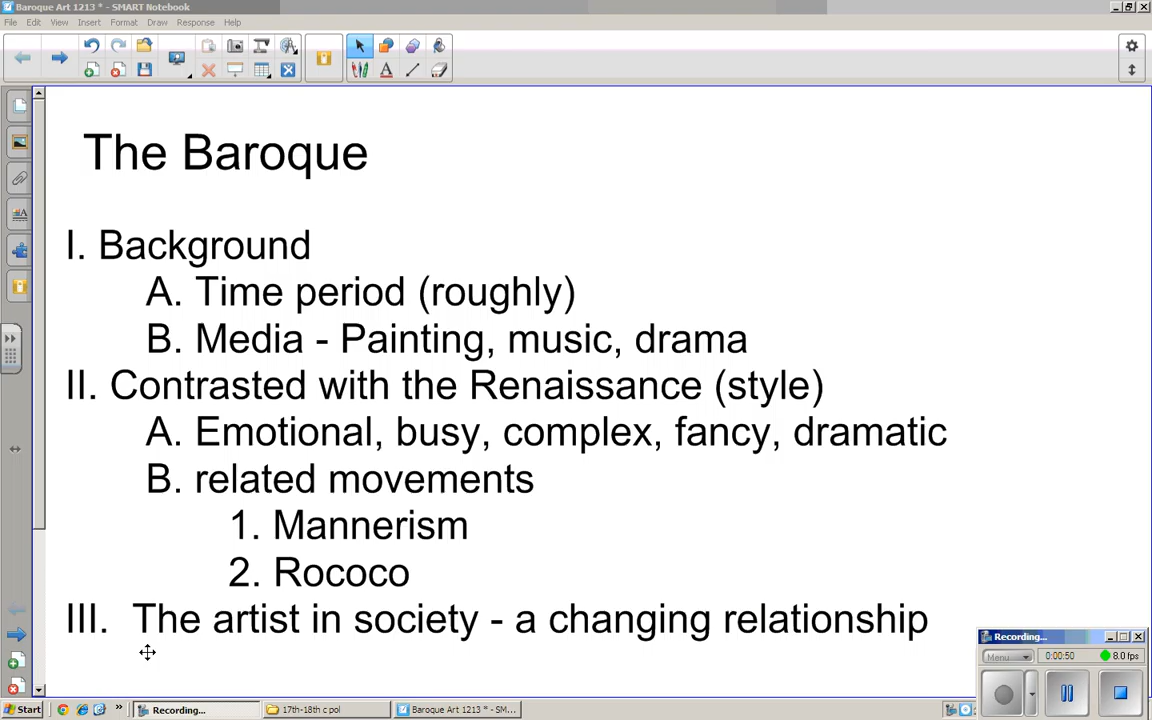 Baroque Art 1213 * - SMART Notebook
File Edit View Insert Format Draw Response Help
The Baroque
I. Background
A. Time period (roughly)
B. Media - Painting, music, drama
II. Contrasted with the Renaissance (style)
A. Emotional, busy, complex, fancy, dramatic
B. related movements
1. Mannerism
2. Rococo
III. The artist in society - a changing relationship
Recording...
Menu 0:00:50 8.0 fps
Start Recording... 17th-18th c pol Baroque Art 1213 * - SM...